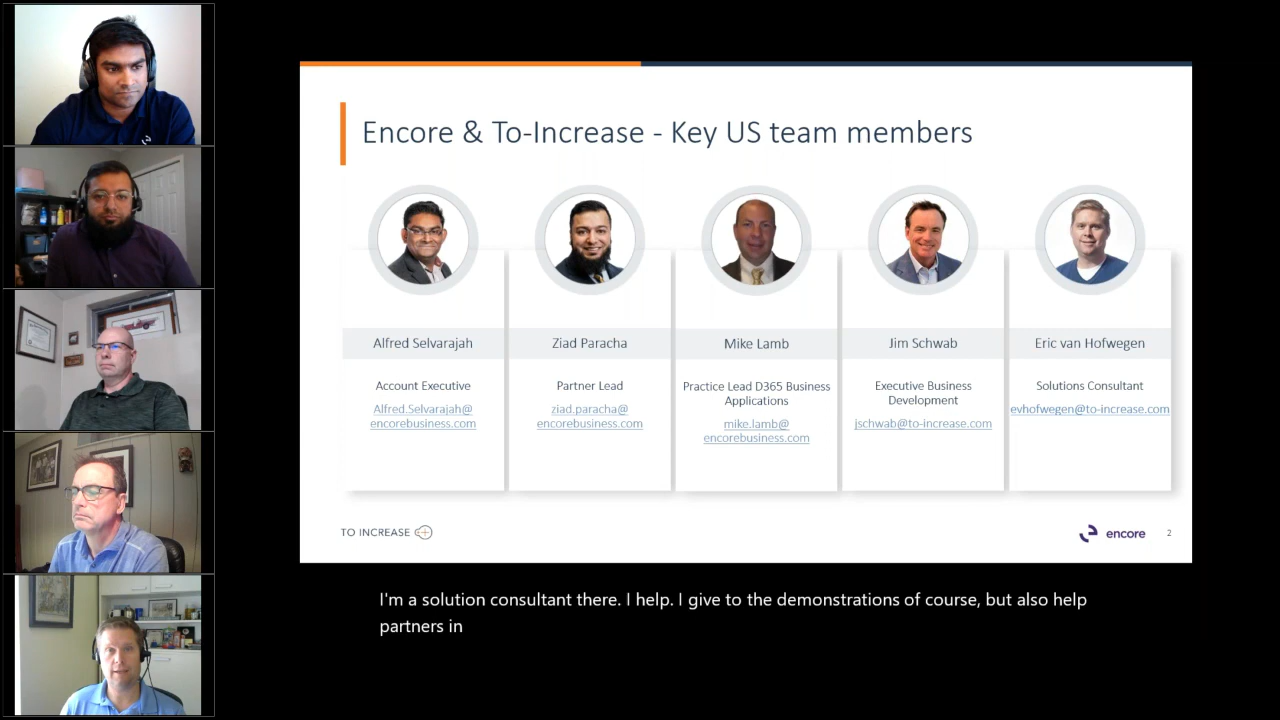 Encore & To-Increase - Key US team members
Alfred Selvarajah
Account Executive
Alfred.Selvarajah@
encorebusiness.com
Ziad Paracha
Partner Lead
ziad.paracha@
encorebusiness.com
Mike Lamb
Practice Lead D365 Business
Applications
mike.lamb@
encorebusiness.com
Jim Schwab
Executive Business
Development
jschwab@to-increase.com
Eric van Hofwegen
Solutions Consultant
evhofwegen@to-increase.com
TO INCREASE
encore
2
I'm a solution consultant there. I help. I give to the demonstrations of course, but also help
partners in